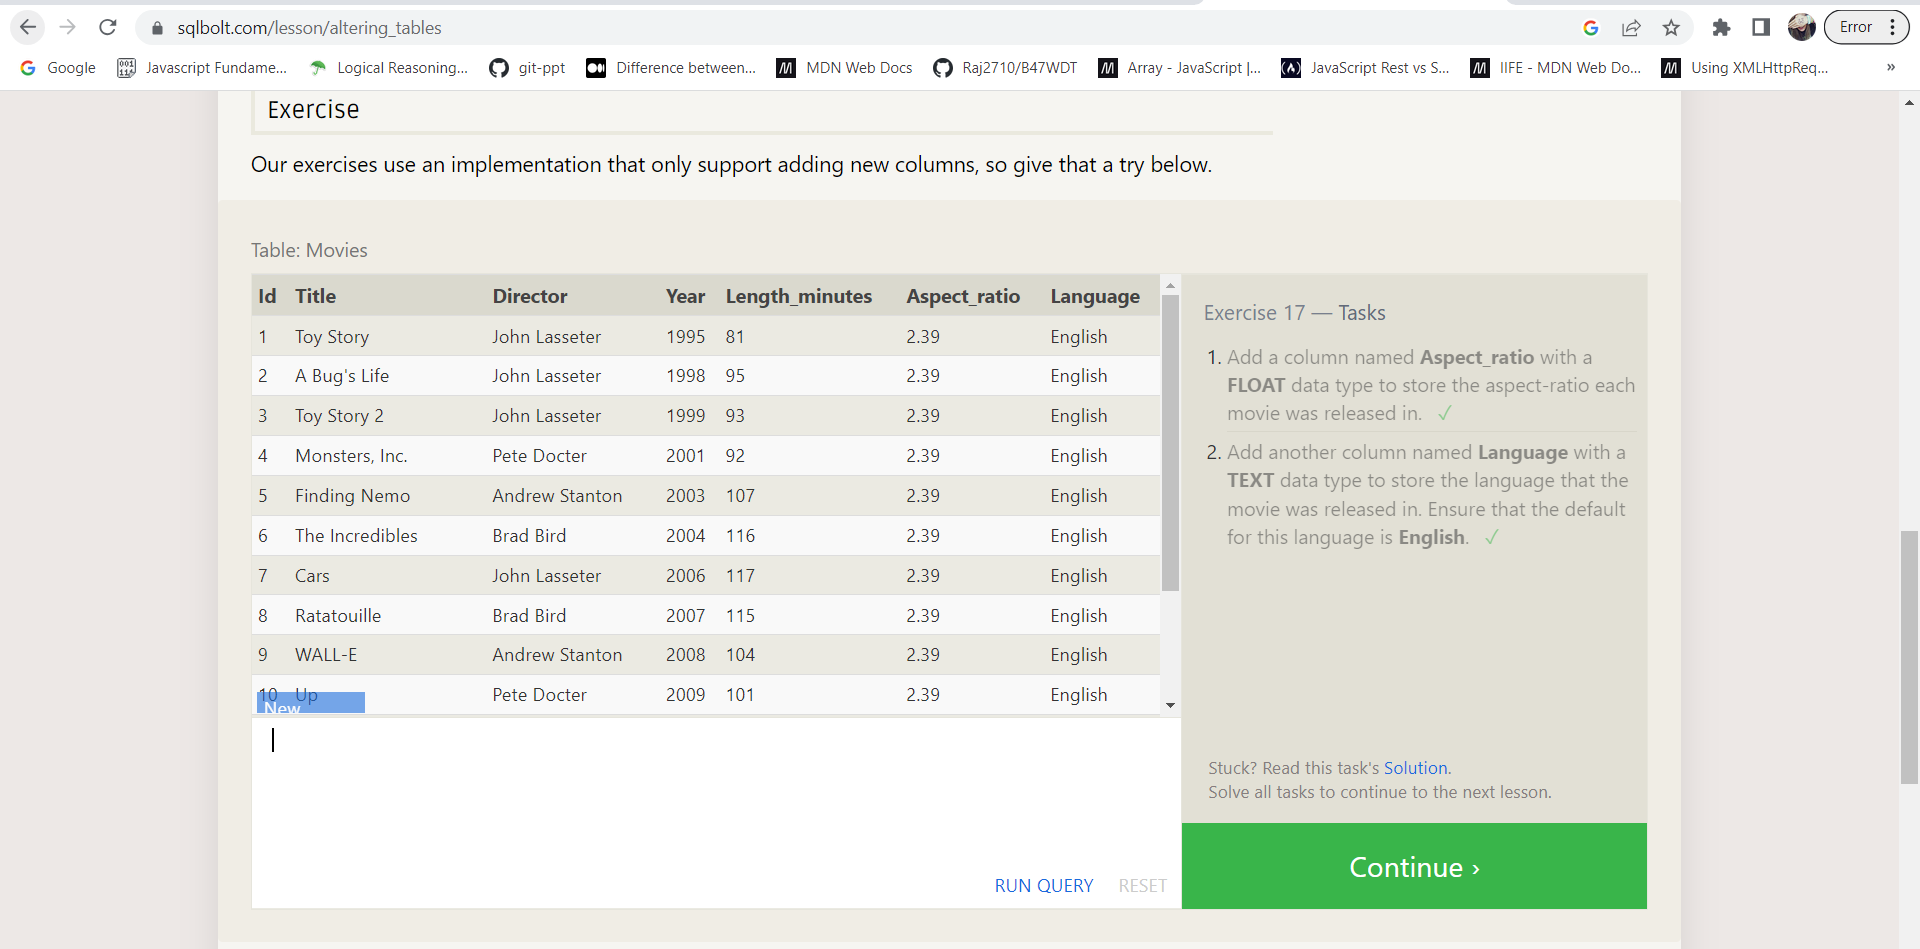 sqlbolt.com/lesson/altering_tables
Error
Google
Javascript Fundame...
Logical Reasoning...
git-ppt
Difference between...
MDN Web Docs
Raj2710/B47WDT
Array - JavaScript |...
JavaScript Rest vs S...
IIFE - MDN Web Do...
Using XMLHttpReq...
»
Exercise
Our exercises use an implementation that only support adding new columns, so give that a try below.
Table: Movies
Id Title Director Year Length_minutes Aspect_ratio Language
1 Toy Story John Lasseter 1995 81 2.39 English
2 A Bug's Life John Lasseter 1998 95 2.39 English
3 Toy Story 2 John Lasseter 1999 93 2.39 English
4 Monsters, Inc. Pete Docter 2001 92 2.39 English
5 Finding Nemo Andrew Stanton 2003 107 2.39 English
6 The Incredibles Brad Bird 2004 116 2.39 English
7 Cars John Lasseter 2006 117 2.39 English
8 Ratatouille Brad Bird 2007 115 2.39 English
9 WALL-E Andrew Stanton 2008 104 2.39 English
10 Up Pete Docter 2009 101 2.39 English
New
RUN QUERY RESET
Exercise 17 — Tasks
1. Add a column named Aspect_ratio with a
FLOAT data type to store the aspect-ratio each
movie was released in. ✓
2. Add another column named Language with a
TEXT data type to store the language that the
movie was released in. Ensure that the default
for this language is English. ✓
Stuck? Read this task's Solution.
Solve all tasks to continue to the next lesson.
Continue ›